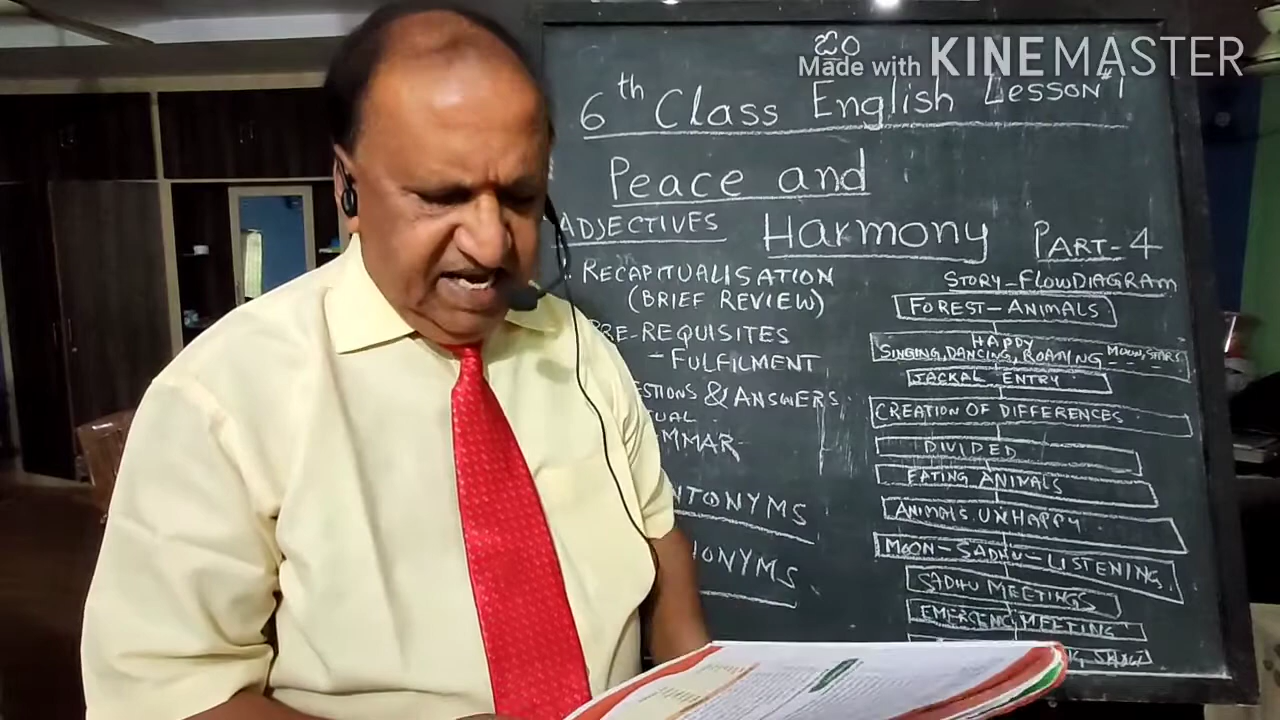 ఓం
Made with KINEMASTER
6th Class English Lesson #1
Peace and
Harmony
PART-4
ADJECTIVES
RECAPITUALISATION
(BRIEF REVIEW)
RE-REQUISITES
- FULFILMENT
ESTIONS & ANSWERS
TUAL
MMAR
NTONYMS
ONYMS
STORY-FLOWDIAGRAM
FOREST-ANIMALS
HAPPY
SINGING, DANCING, ROAMING MOON, STARS
JACKAL ENTRY
CREATION OF DIFFERENCES
DIVIDED
EATING ANIMALS
ANIMALS UNHAPPY
MOON-SADHU-LISTENING
SADHU MEETINGS
EMERGENC MEETING